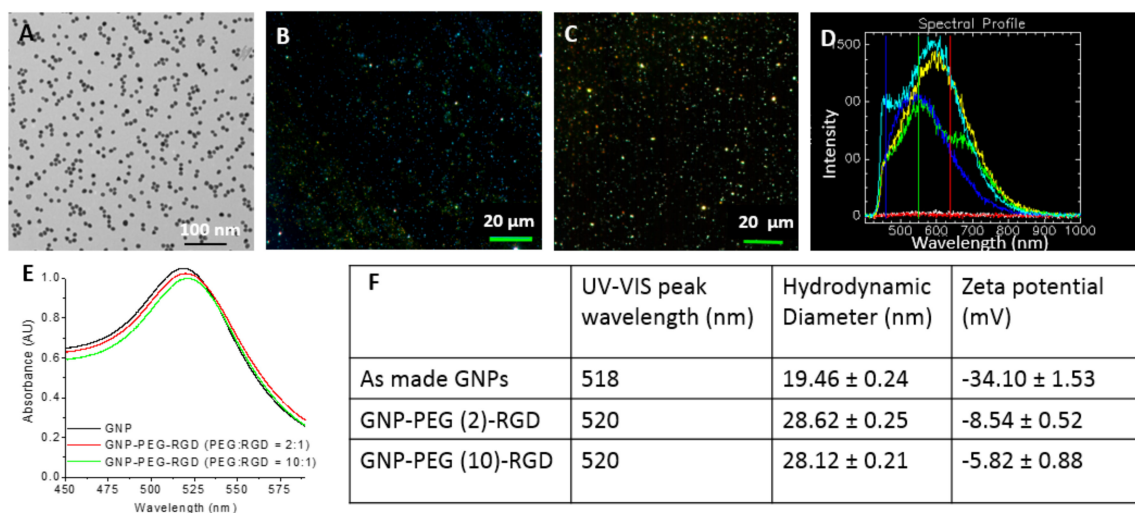 A
100 nm
B
20 µm
C
20 µm
Spectral Profile
D
500
00
00
0
Intensity
400 500 600 700 800 900 1000
Wavelength (nm)
E
1.0
0.8
0.6
0.4
0.2
0.0
Absorbance (AU)
GNP
GNP-PEG-RGD (PEG:RGD = 2:1)
GNP-PEG-RGD (PEG:RGD = 10:1)
450 475 500 525 550 575
Wavelength (nm)
F
UV-VIS peak wavelength (nm)
Hydrodynamic Diameter (nm)
Zeta potential (mV)
As made GNPs 518 19.46 ± 0.24 -34.10 ± 1.53
GNP-PEG (2)-RGD 520 28.62 ± 0.25 -8.54 ± 0.52
GNP-PEG (10)-RGD 520 28.12 ± 0.21 -5.82 ± 0.88